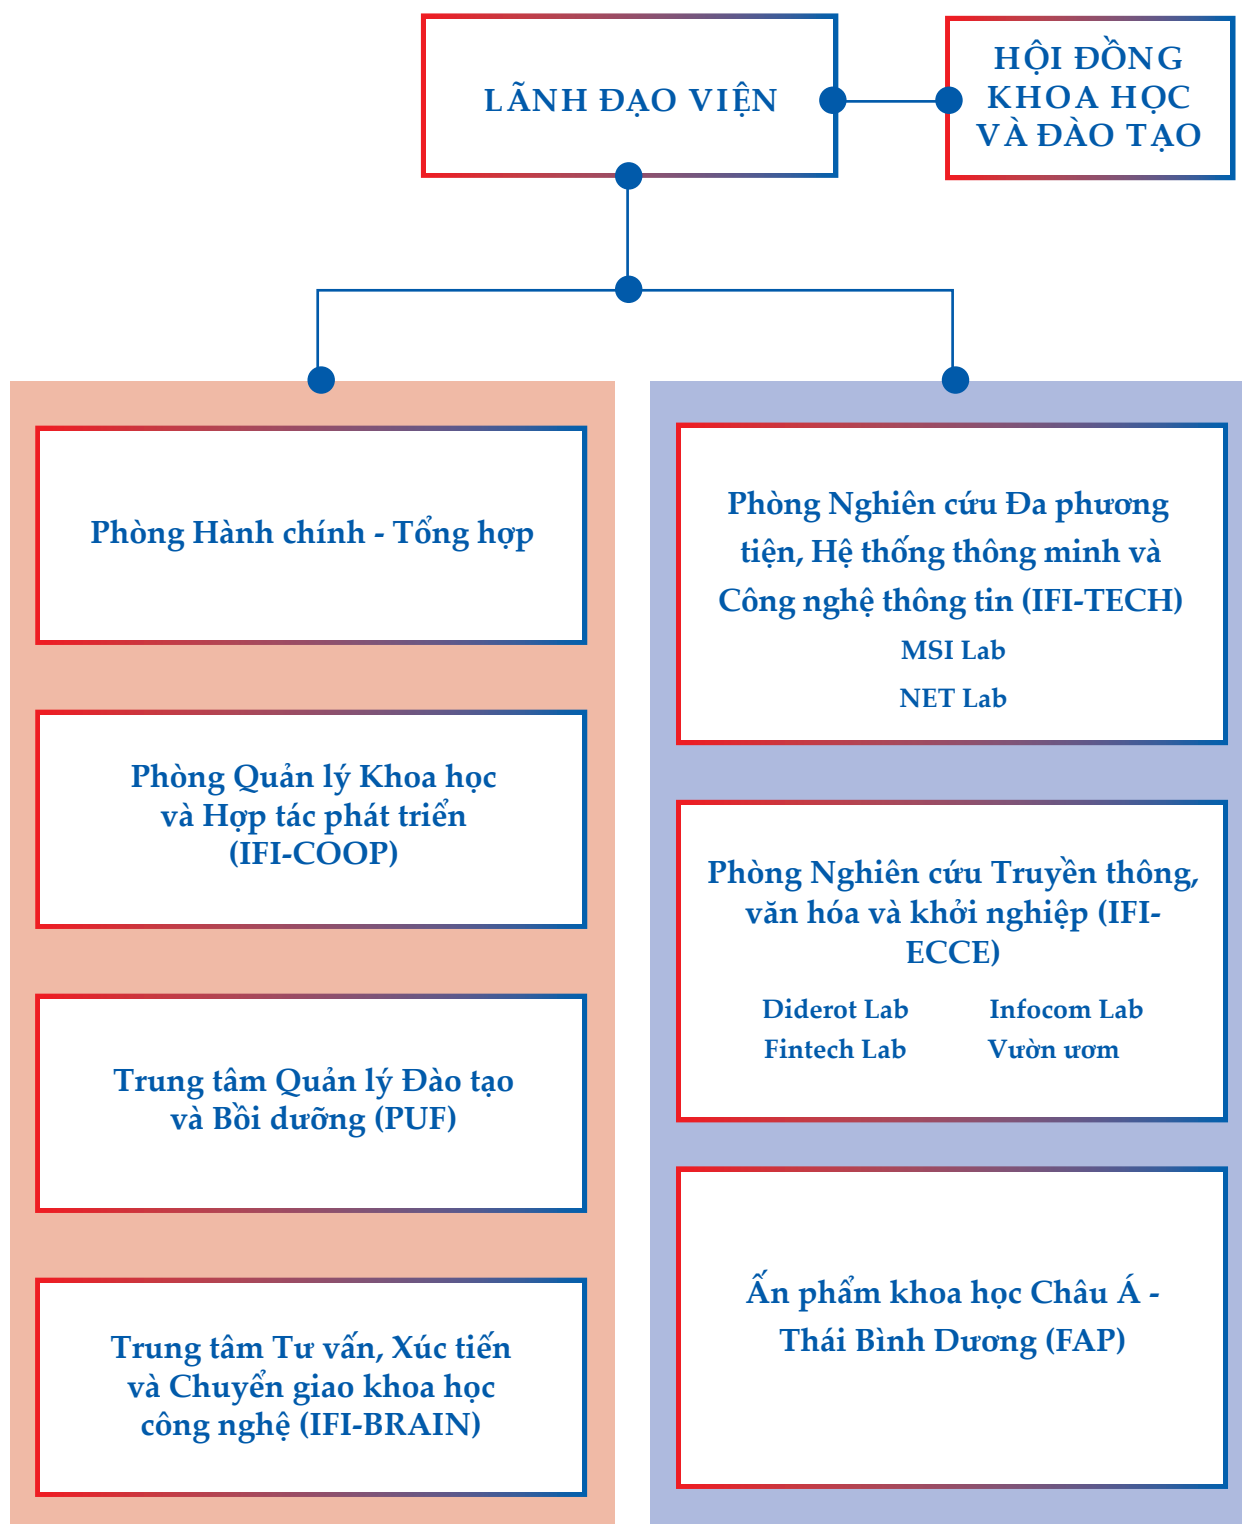 LÃNH ĐẠO VIỆN
HỘI ĐỒNG
KHOA HỌC
VÀ ĐÀO TẠO
Phòng Hành chính - Tổng hợp
Phòng Quản lý Khoa học
và Hợp tác phát triển
(IFI-COOP)
Trung tâm Quản lý Đào tạo
và Bồi dưỡng (PUF)
Trung tâm Tư vấn, Xúc tiến
và Chuyển giao khoa học
công nghệ (IFI-BRAIN)
Phòng Nghiên cứu Đa phương
tiện, Hệ thống thông minh và
Công nghệ thông tin (IFI-TECH)
MSI Lab
NET Lab
Phòng Nghiên cứu Truyền thông,
văn hóa và khởi nghiệp (IFI-
ECCE)
Diderot Lab Infocom Lab
Fintech Lab Vườn ươm
Ấn phẩm khoa học Châu Á -
Thái Bình Dương (FAP)